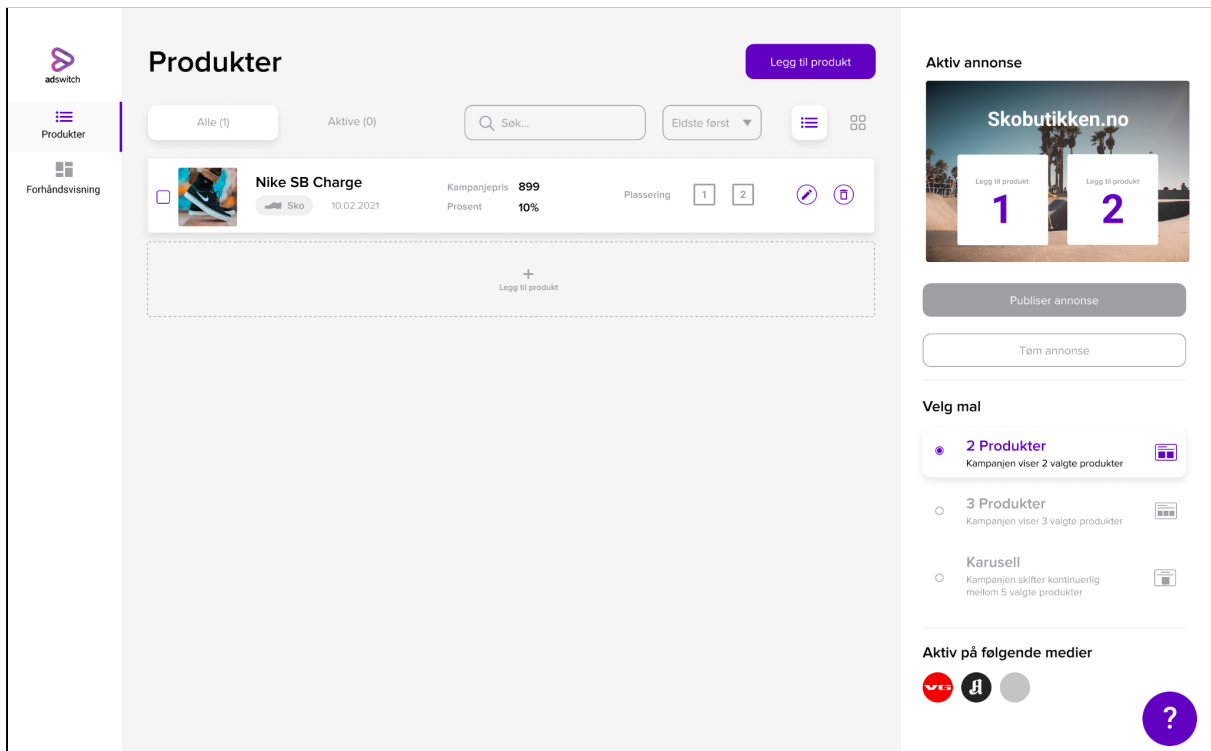 adswitch
Produkter
Forhåndsvisning
Produkter
Legg til produkt
Alle (1)
Aktive (0)
Søk...
Eldste først
Nike SB Charge
Sko
10.02.2021
Kampanjepris 899
Prosent 10%
Plassering 1 2
+
Legg til produkt
Aktiv annonse
Skobutikken.no
Legg til produkt
1
Legg til produkt
2
Publiser annonse
Tøm annonse
Velg mal
2 Produkter
Kampanjen viser 2 valgte produkter
3 Produkter
Kampanjen viser 3 valgte produkter
Karusell
Kampanjen skifter kontinuerlig
mellom 5 valgte produkter
Aktiv på følgende medier
VG
A
?